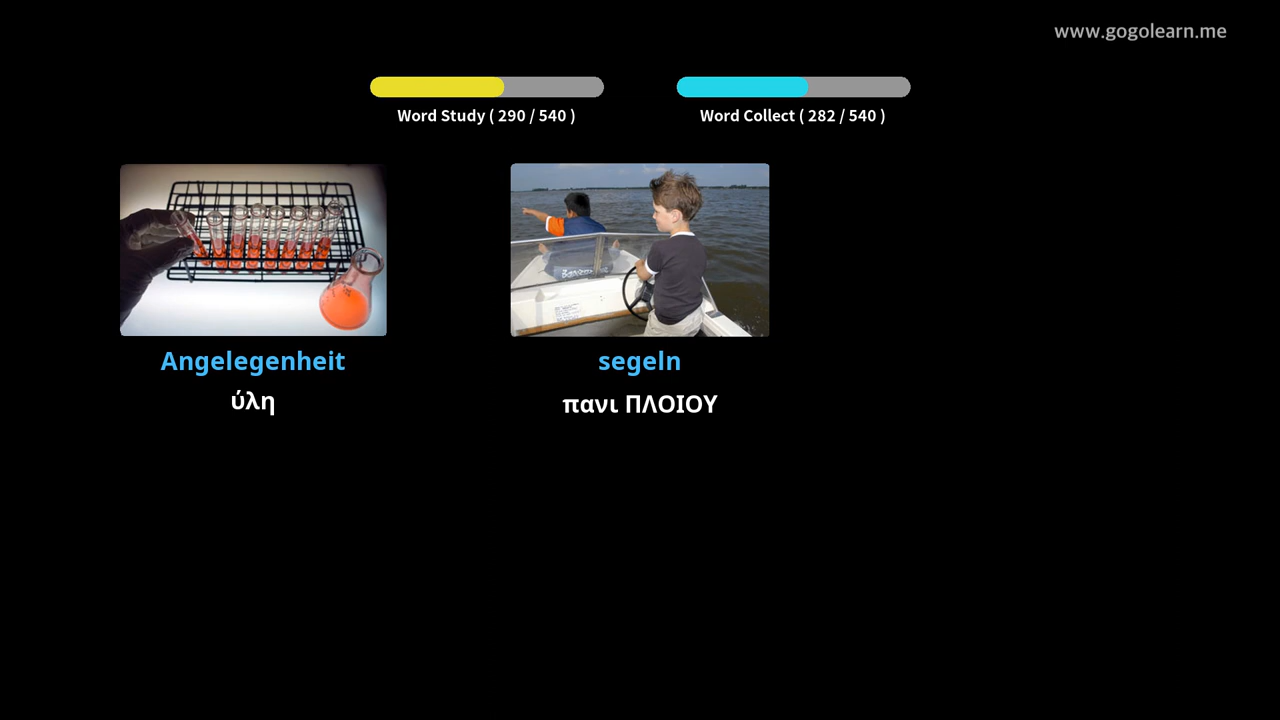 www.gogolearn.me
Word Study ( 290 / 540 )
Word Collect ( 282 / 540 )
Angelegenheit
ύλη
segeln
πανι ΠΛΟΙΟΥ